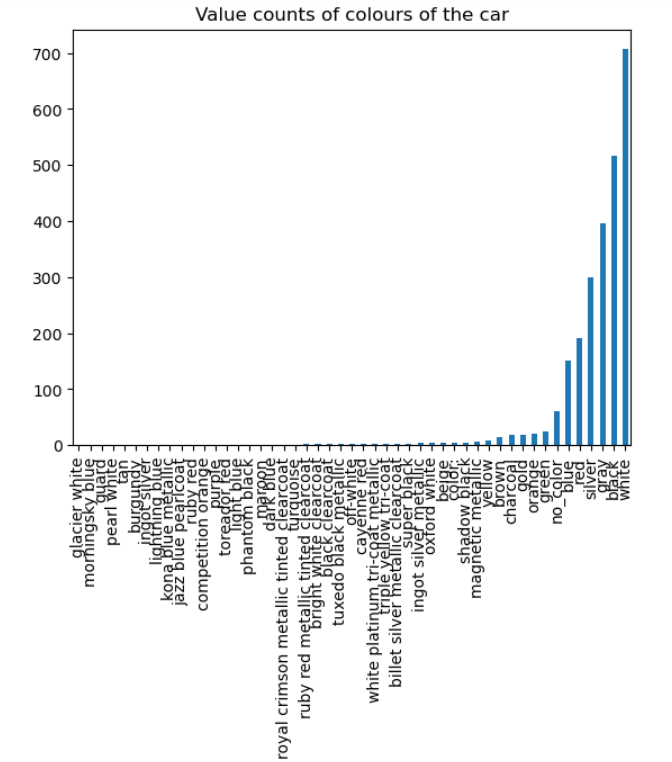 Value counts of colours of the car
700
600
500
400
300
200
100
0
glacier white
morningsky blue
guard
pearl white
tan
burgundy
ingot silver
lightning blue
kona blue metallic
jazz blue pearlcoat
ruby red
competition orange
purple
toreador red
light blue
phantom black
maroon
dark blue
royal crimson metallic tinted clearcoat
turquoise
ruby red metallic tinted clearcoat
bright white clearcoat
black clearcoat
tuxedo black metallic
off-white
cayenne red
white platinum tri-coat metallic
triple yellow tri-coat
billet silver metallic clearcoat
super black
ingot silver metallic
oxford white
beige
color:
shadow black
magnetic metallic
yellow
brown
charcoal
gold
orange
green
no_color
blue
red
silver
gray
black
white